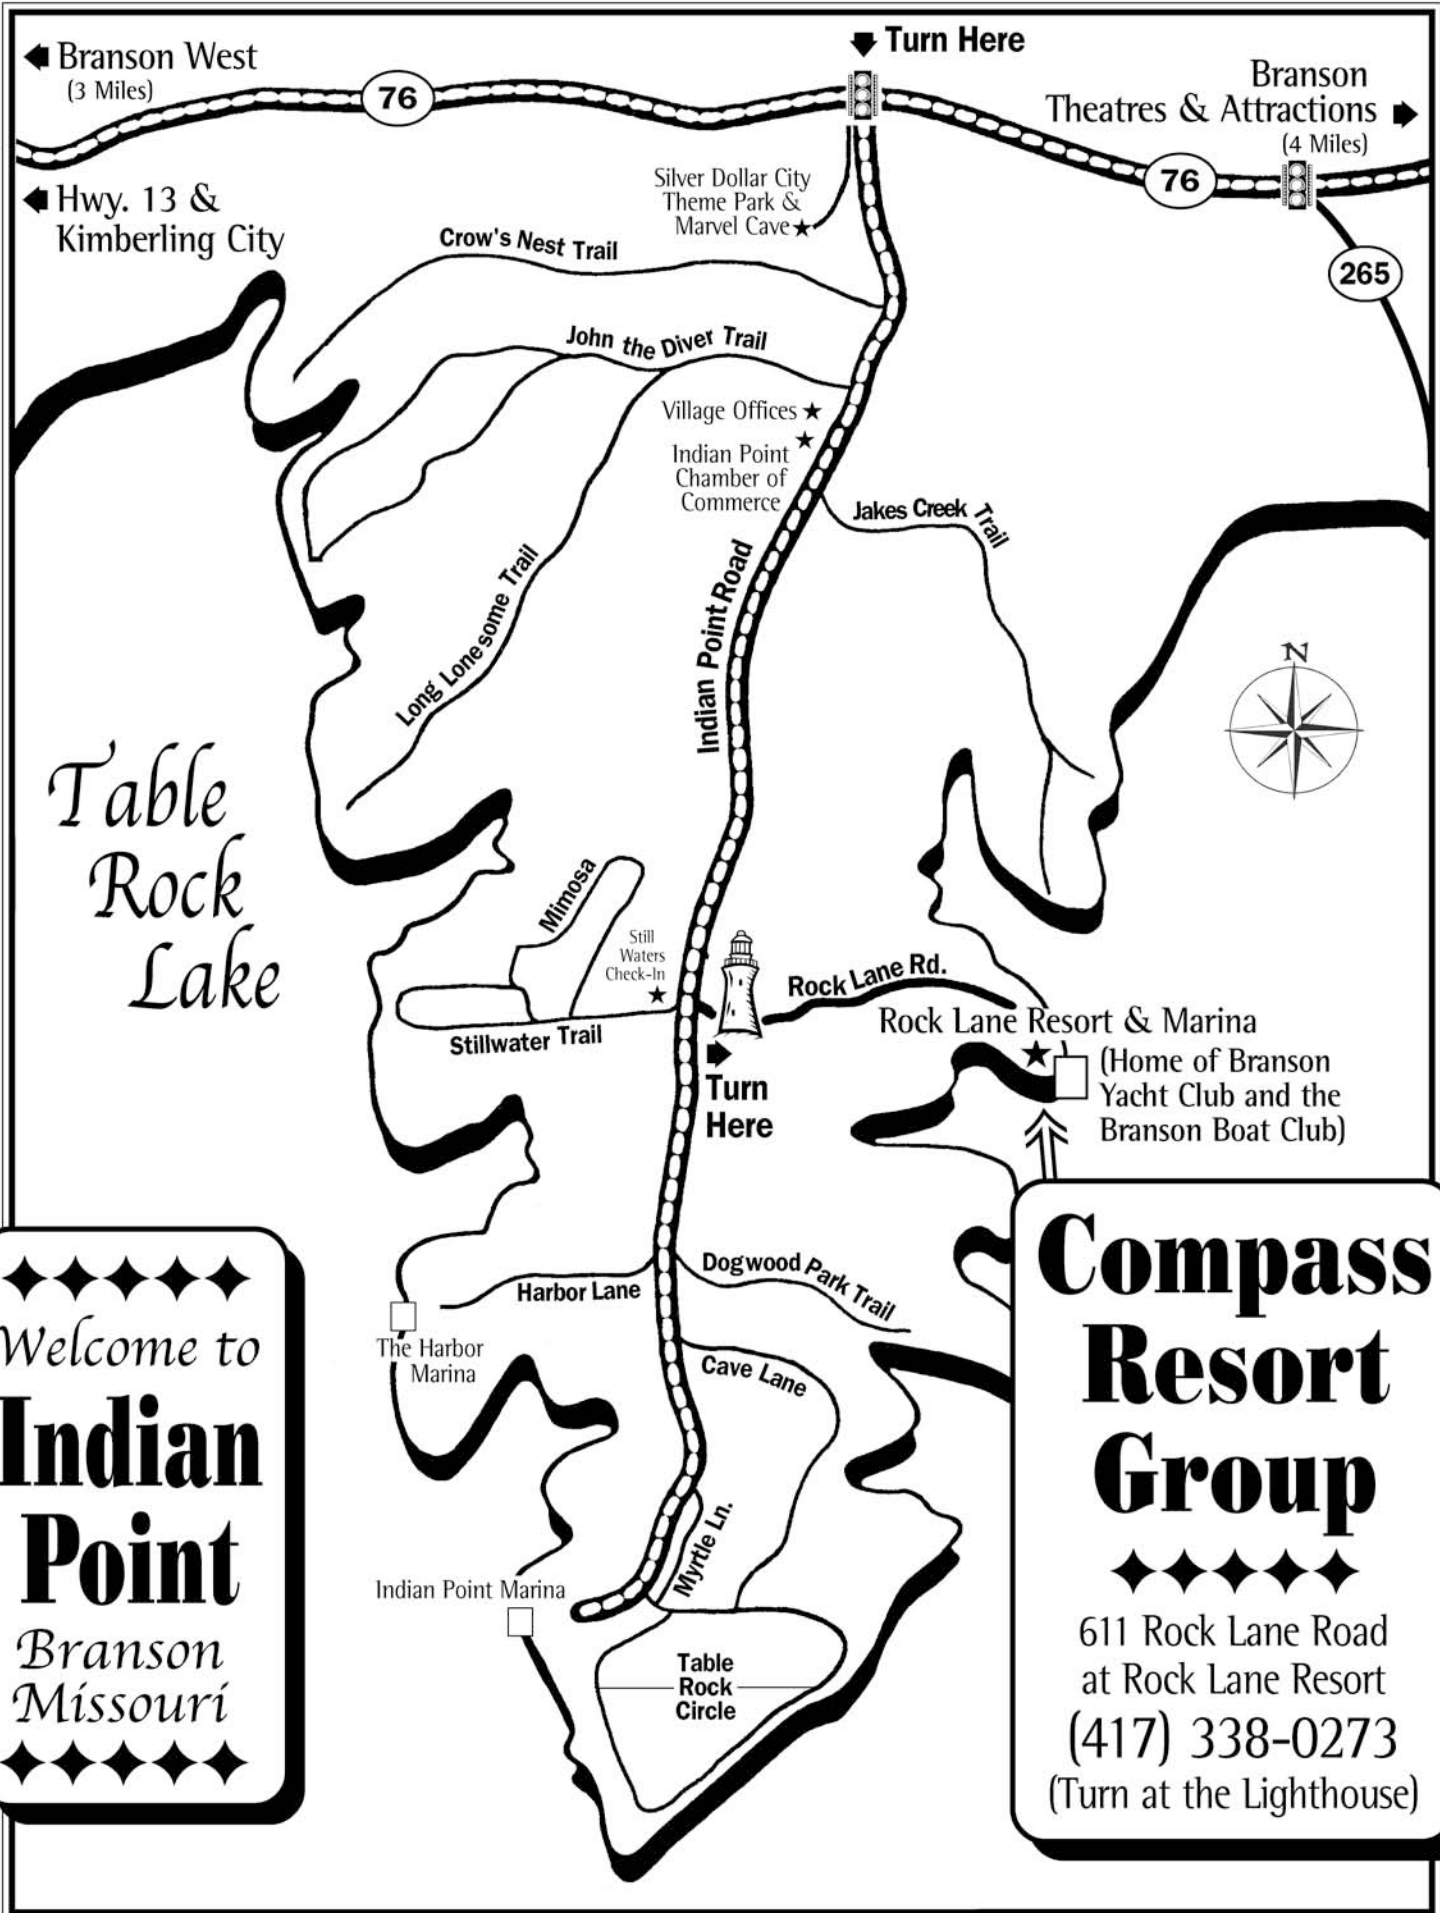 Turn Here
Branson West
(3 Miles)
76
Branson
Theatres & Attractions
(4 Miles)
76
Hwy. 13 &
Kimberling City
Silver Dollar City
Theme Park &
Marvel Cave
265
Crow's Nest Trail
John the Diver Trail
Village Offices
Indian Point
Chamber of
Commerce
Jakes Creek Trail
Long Lonesome Trail
Indian Point Road
N
Table
Rock
Lake
Mimosa
Still
Waters
Check-In
Stillwater Trail
Rock Lane Rd.
Rock Lane Resort & Marina
(Home of Branson
Yacht Club and the
Branson Boat Club)
Turn
Here
Harbor Lane
Dogwood Park Trail
The Harbor
Marina
Cave Lane
Myrtle Ln.
Indian Point Marina
Table
Rock
Circle
Welcome to
Indian
Point
Branson
Missouri
Compass
Resort
Group
611 Rock Lane Road
at Rock Lane Resort
(417) 338-0273
(Turn at the Lighthouse)